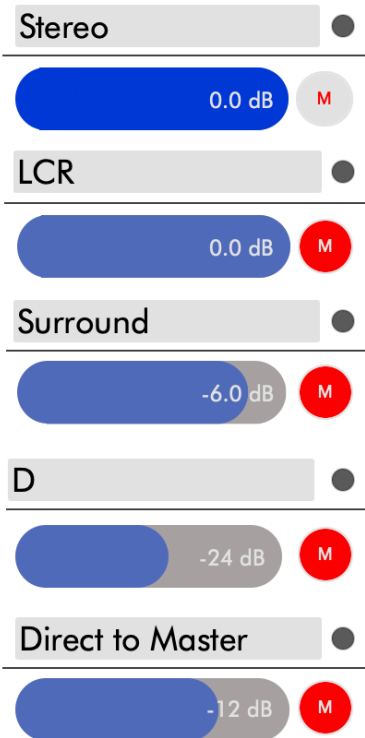 Stereo
0.0 dB M
LCR
0.0 dB M
Surround
-6.0 dB M
D
-24 dB M
Direct to Master
-12 dB M